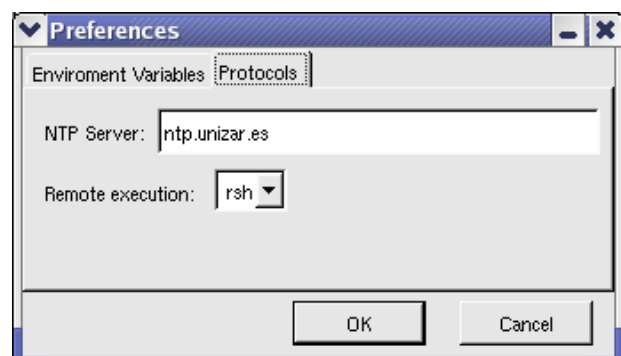 Preferences
Enviroment Variables Protocols
NTP Server: ntp.unizar.es
Remote execution: rsh
OK Cancel